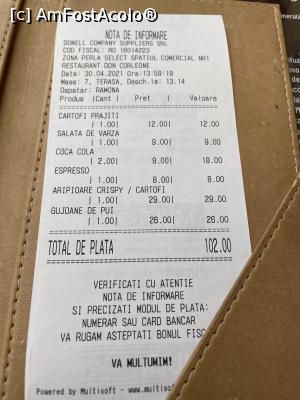 [c] @AmFostAcolo®
NOTA DE INFORMARE
DOWELL COMPANY SUPPLIERS SRL
COD FISCAL: RO 16014223
ZONA PERLA SELECT SPATIUL COMERCIAL NR1
RESTAURANT DON CORLEONE
Data: 30.04.2021 Ora:13:59:19
Masa: 7, TERASA, Desch.la: 13.14
Ospatar: RAMONA
Produs |Cant | Pret | Valoare
CARTOFI PRAJITI
| 1.00| 12.00| 12.00
SALATA DE VARZA
| 1.00| 9.00| 9.00
COCA COLA
| 2.00| 9.00| 18.00
ESPRESSO
| 1.00| 8.00| 8.00
ARIPIOARE CRISPY / CARTOFI
| 1.00| 29.00| 29.00
GUJOANE DE PUI
| 1.00| 26.00| 26.00
TOTAL DE PLATA 102.00
VERIFICATI CU ATENTIE
NOTA DE INFORMARE
SI PRECIZATI MODUL DE PLATA:
NUMERAR SAU CARD BANCAR
VA RUGAM ASTEPTATI BONUL FISC
VA MULTUMIM!
Powered by Multisoft - www.multisof